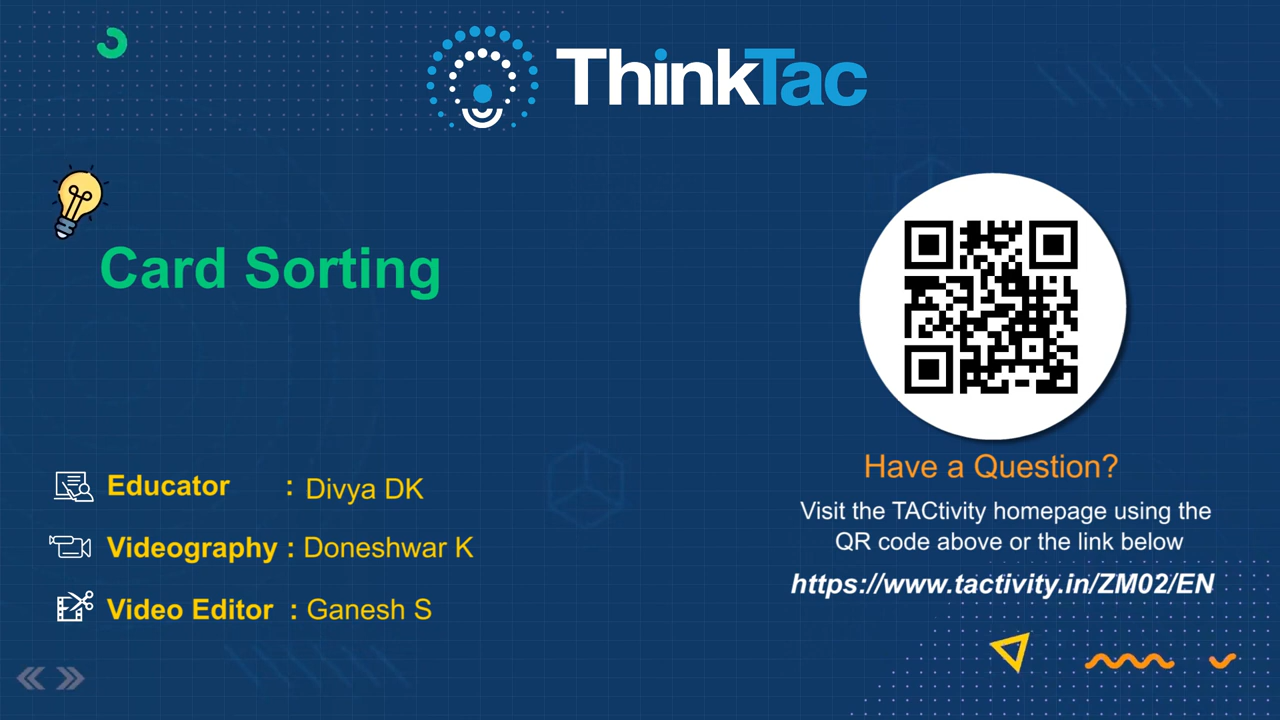 ThinkTac
Card Sorting
Educator : Divya DK
Videography : Doneshwar K
Video Editor : Ganesh S
Have a Question?
Visit the TACtivity homepage using the
QR code above or the link below
https://www.tactivity.in/ZM02/EN